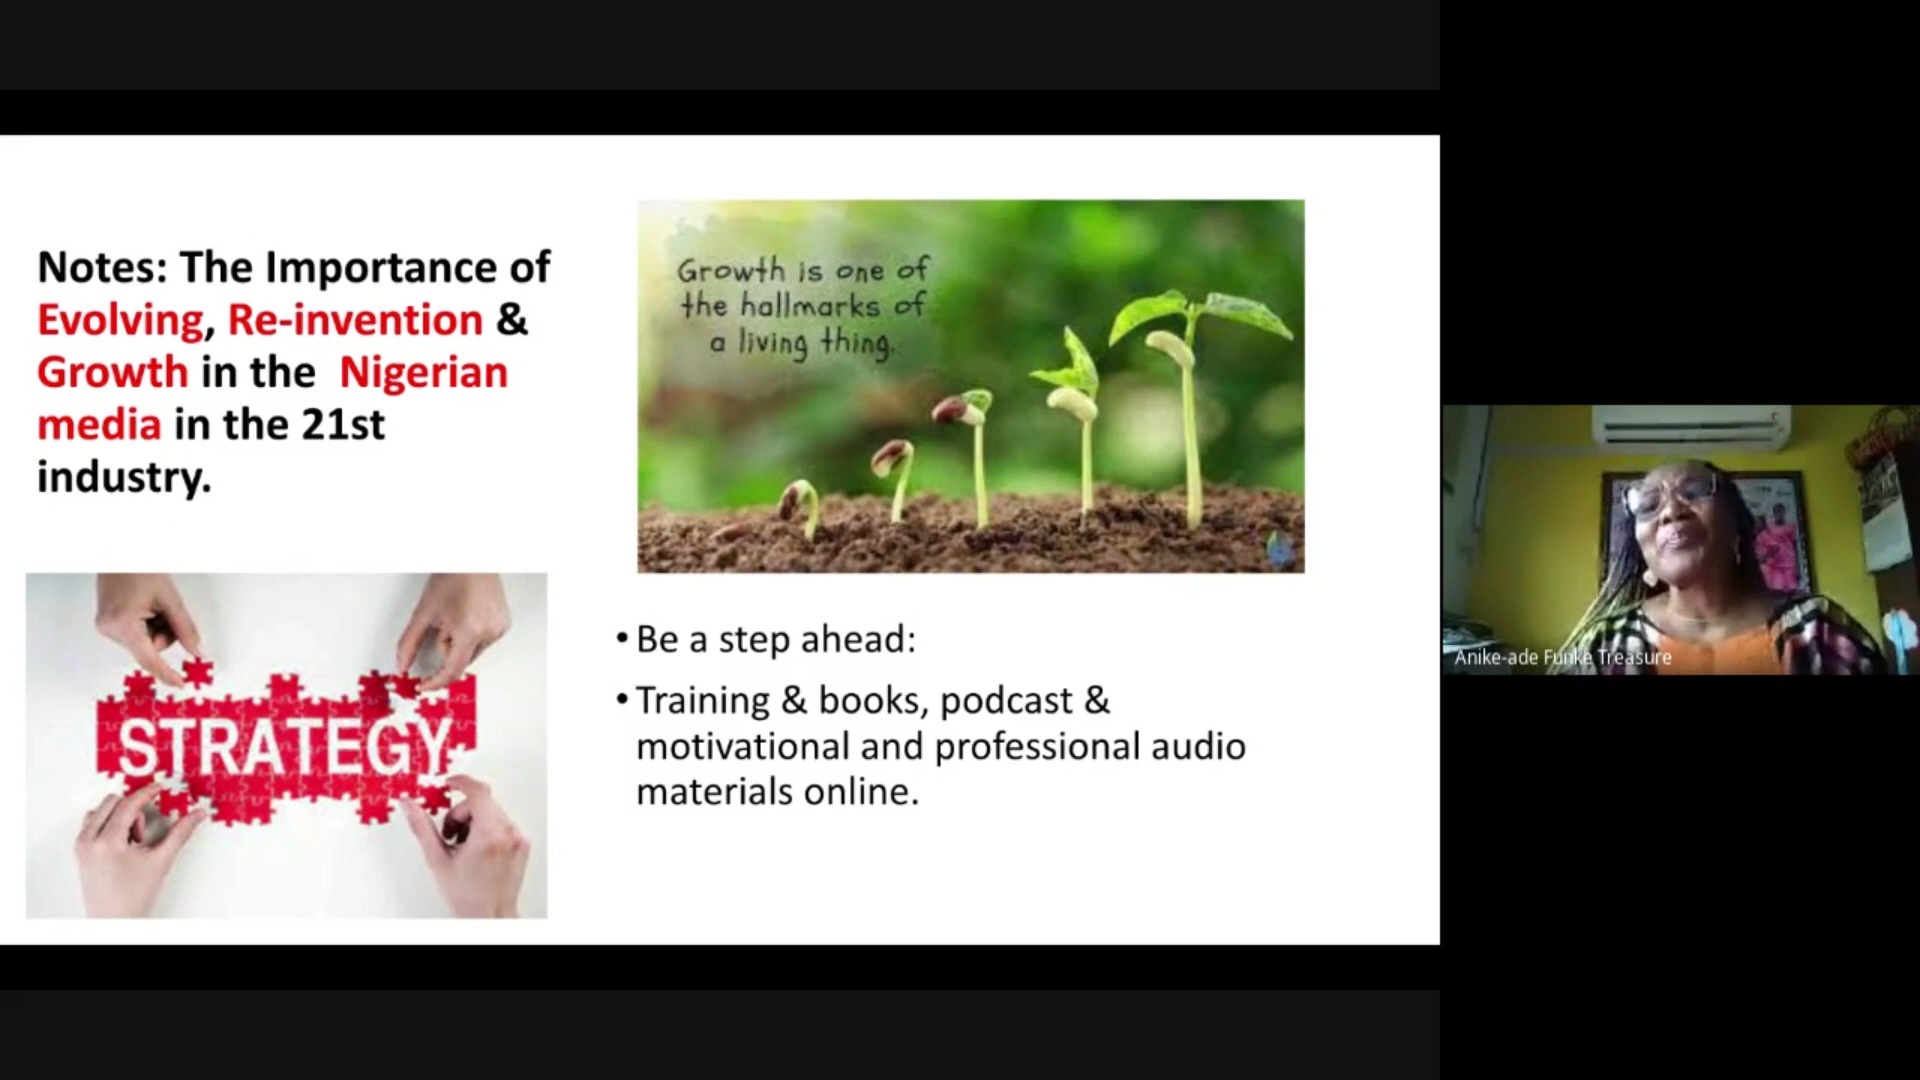 Notes: The Importance of
Evolving, Re-invention &
Growth in the Nigerian
media in the 21st
industry.
Growth is one of
the hallmarks of
a living thing.
STRATEGY
• Be a step ahead:
• Training & books, podcast &
motivational and professional audio
materials online.
Anike-ade Funke Treasure